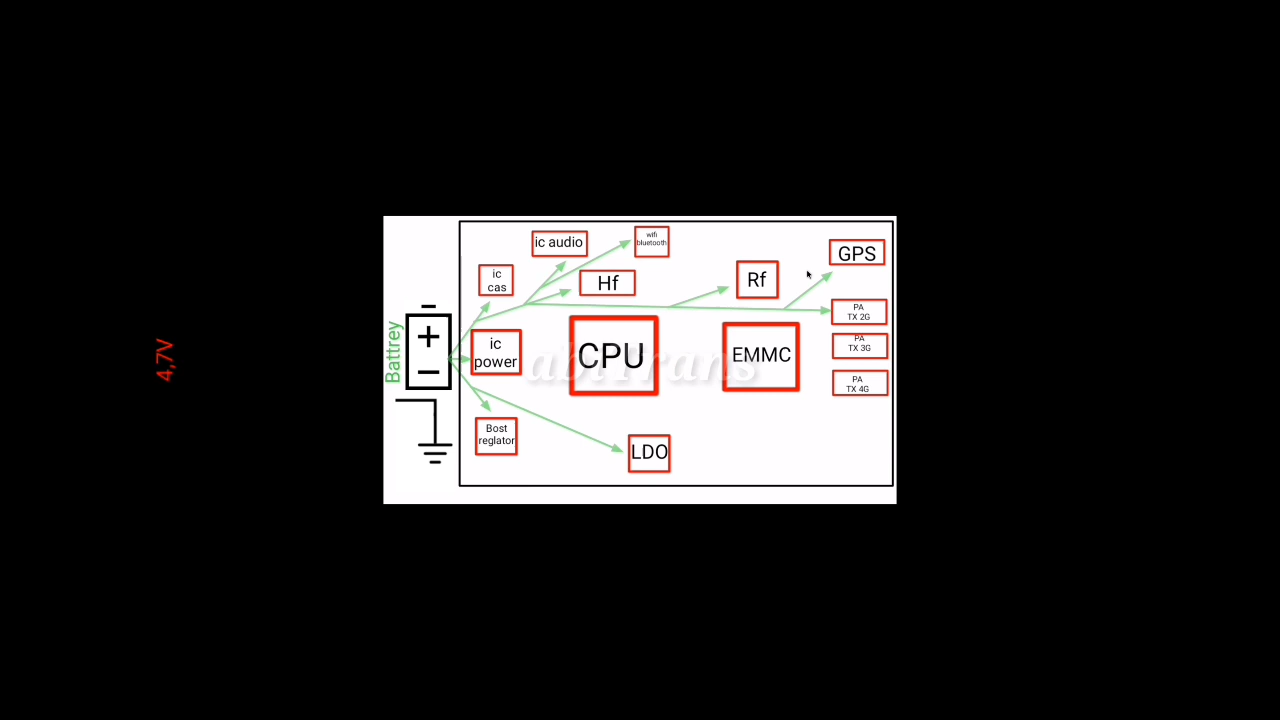 4,7V
Battrey
ic audio
wifi
bluetooth
ic
cas
Hf
Rf
GPS
PA
TX 2G
ic
power
CPU
EMMC
PA
TX 3G
PA
TX 4G
Bost
reglator
LDO